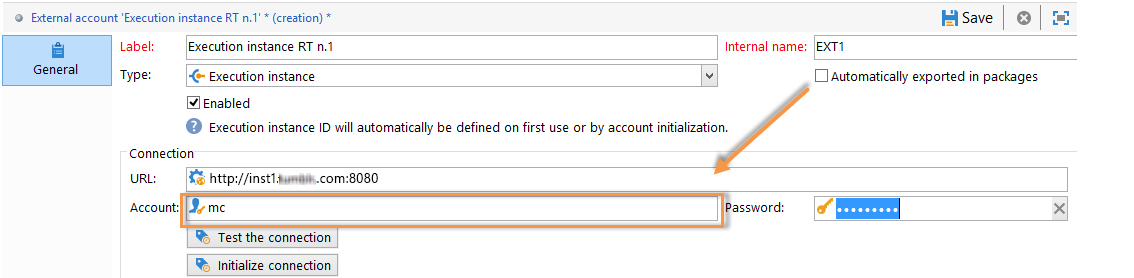 External account 'Execution instance RT n.1' * (creation) *
Save
General
Label: Execution instance RT n.1 Internal name: EXT1
Type: Execution instance Automatically exported in packages
Enabled
Execution instance ID will automatically be defined on first use or by account initialization.
Connection
URL: http://inst1. .com:8080
Account: mc Password: •••••••••
Test the connection
Initialize connection